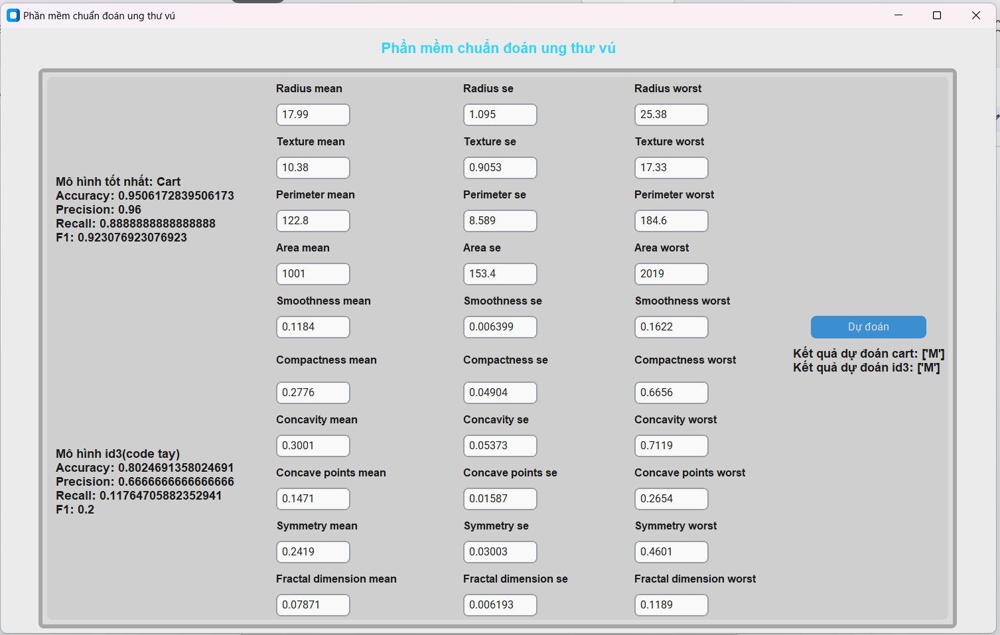 Phần mềm chuẩn đoán ung thư vú
Phần mềm chuẩn đoán ung thư vú
Mô hình tốt nhất: Cart
Accuracy: 0.9506172839506173
Precision: 0.96
Recall: 0.8888888888888888
F1: 0.923076923076923
Mô hình id3(code tay)
Accuracy: 0.8024691358024691
Precision: 0.6666666666666666
Recall: 0.11764705882352941
F1: 0.2
Radius mean
17.99
Texture mean
10.38
Perimeter mean
122.8
Area mean
1001
Smoothness mean
0.1184
Compactness mean
0.2776
Concavity mean
0.3001
Concave points mean
0.1471
Symmetry mean
0.2419
Fractal dimension mean
0.07871
Radius se
1.095
Texture se
0.9053
Perimeter se
8.589
Area se
153.4
Smoothness se
0.006399
Compactness se
0.04904
Concavity se
0.05373
Concave points se
0.01587
Symmetry se
0.03003
Fractal dimension se
0.006193
Radius worst
25.38
Texture worst
17.33
Perimeter worst
184.6
Area worst
2019
Smoothness worst
0.1622
Compactness worst
0.6656
Concavity worst
0.7119
Concave points worst
0.2654
Symmetry worst
0.4601
Fractal dimension worst
0.1189
Dự đoán
Kết quả dự đoán cart: ['M']
Kết quả dự đoán id3: ['M']